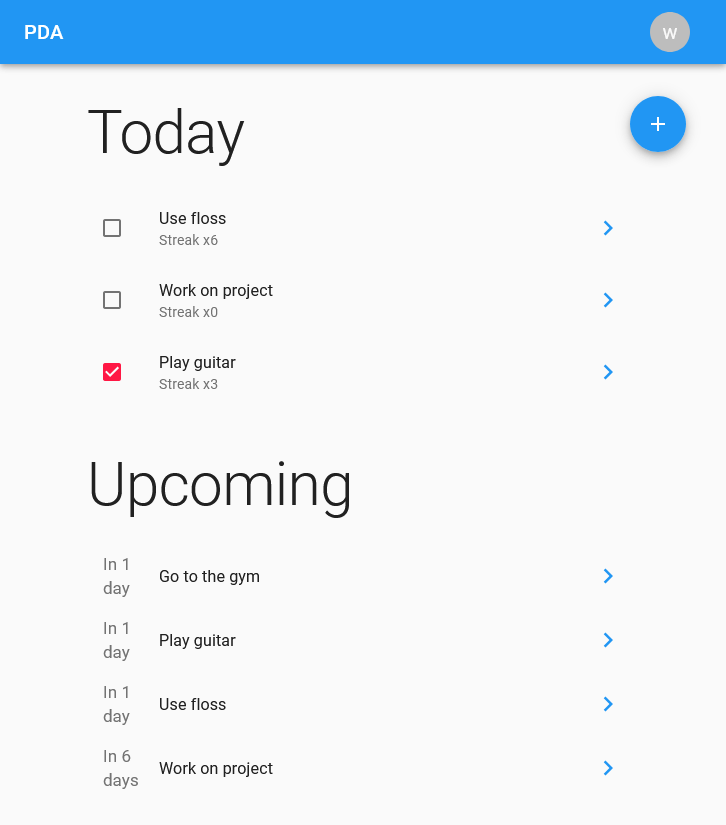 PDA
W
Today
+
Use floss
Streak x6
Work on project
Streak x0
Play guitar
Streak x3
Upcoming
In 1
day
Go to the gym
In 1
day
Play guitar
In 1
day
Use floss
In 6
days
Work on project